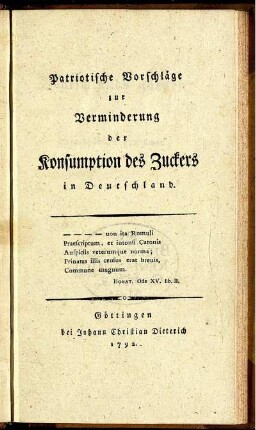 Patriotische Vorschläge
zur
Verminderung
der
Konsumption des Zuckers
in Deutschland.
– – – – non ita Romuli
Praescriptum, et intonsi Catonis
Auspiciis veterumque norma;
Privatus illis census erat brevis,
Commune magnum.
HORAT. Ode XV. lib. II.
Göttingen
bei Johann Christian Dieterich
1792.